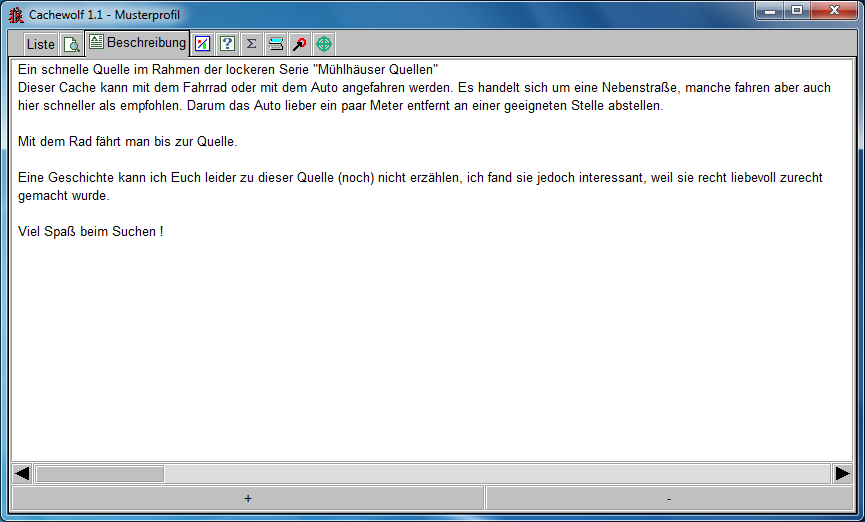 Cachewolf 1.1 - Musterprofil
Liste Beschreibung ? Σ
Ein schnelle Quelle im Rahmen der lockeren Serie "Mühlhäuser Quellen"
Dieser Cache kann mit dem Fahrrad oder mit dem Auto angefahren werden. Es handelt sich um eine Nebenstraße, manche fahren aber auch
hier schneller als empfohlen. Darum das Auto lieber ein paar Meter entfernt an einer geeigneten Stelle abstellen.
Mit dem Rad fährt man bis zur Quelle.
Eine Geschichte kann ich Euch leider zu dieser Quelle (noch) nicht erzählen, ich fand sie jedoch interessant, weil sie recht liebevoll zurecht
gemacht wurde.
Viel Spaß beim Suchen !
+ -